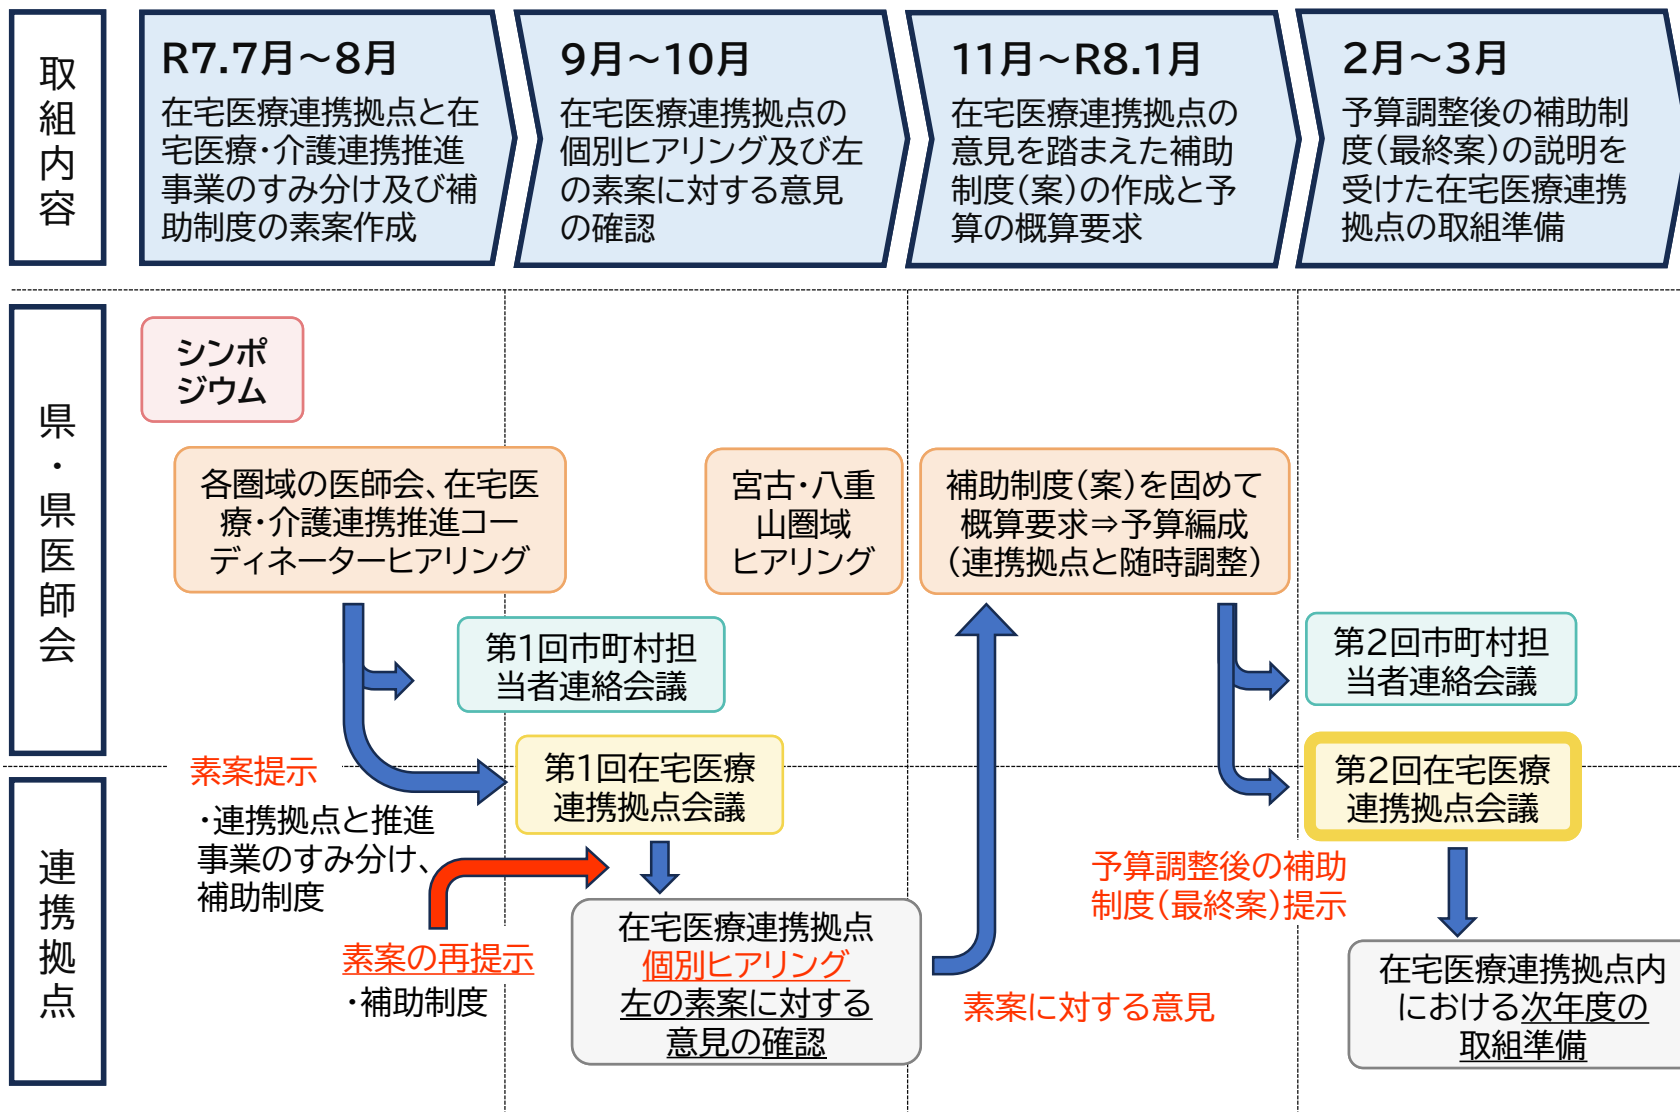 取組内容
R7.7月～8月
在宅医療連携拠点と在
宅医療・介護連携推進
事業のすみ分け及び補
助制度の素案作成
9月～10月
在宅医療連携拠点の
個別ヒアリング及び左
の素案に対する意見
の確認
11月～R8.1月
在宅医療連携拠点の
意見を踏まえた補助
制度(案)の作成と予
算の概算要求
2月～3月
予算調整後の補助制
度(最終案)の説明を
受けた在宅医療連携
拠点の取組準備
県・県医師会
シンポ
ジウム
各圏域の医師会、在宅医
療・介護連携推進コー
ディネーターヒアリング
宮古・八重
山圏域
ヒアリング
補助制度(案)を固めて
概算要求⇒予算編成
(連携拠点と随時調整)
第1回市町村担
当者連絡会議
第2回市町村担
当者連絡会議
連携拠点
素案提示
・連携拠点と推進
事業のすみ分け、
補助制度
第1回在宅医療
連携拠点会議
第2回在宅医療
連携拠点会議
素案の再提示
・補助制度
在宅医療連携拠点
個別ヒアリング
左の素案に対する
意見の確認
素案に対する意見
予算調整後の補助
制度(最終案)提示
在宅医療連携拠点内
における次年度の
取組準備